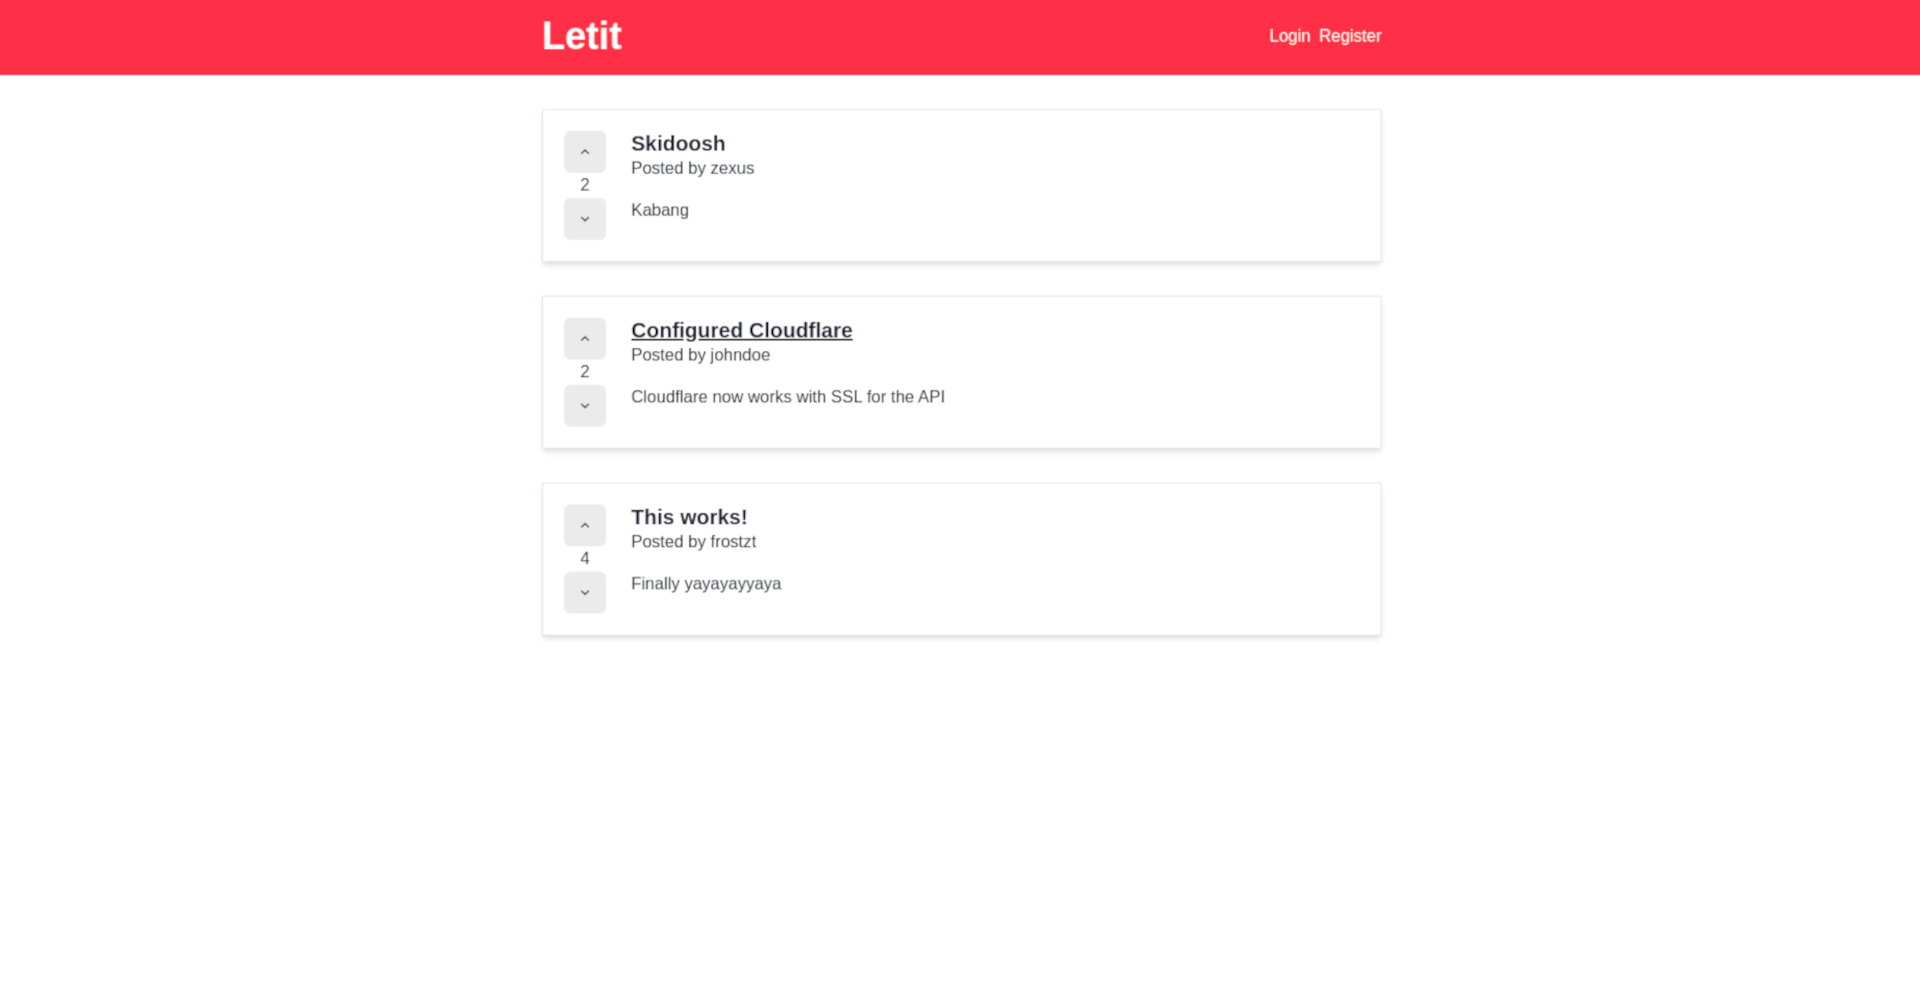 Letit
Login Register
Skidoosh
Posted by zexus
2
Kabang
Configured Cloudflare
Posted by johndoe
2
Cloudflare now works with SSL for the API
This works!
Posted by frostzt
4
Finally yayayayyaya